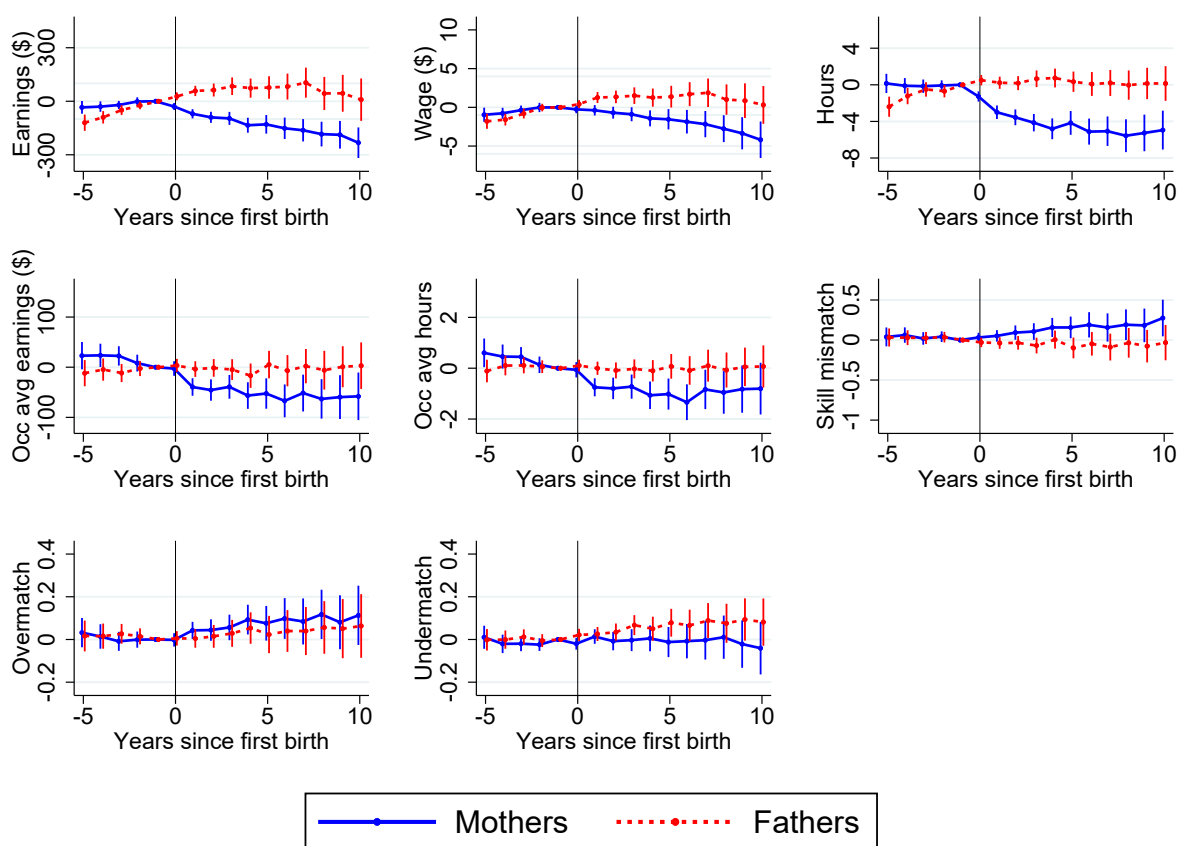 Earnings ($)
300
0
-300
-5 0 5 10
Years since first birth
Wage ($)
10
5
0
-5
-5 0 5 10
Years since first birth
Hours
4
0
-4
-8
-5 0 5 10
Years since first birth
Occ avg earnings ($)
100
0
-100
-5 0 5 10
Years since first birth
Occ avg hours
2
0
-2
-5 0 5 10
Years since first birth
Skill mismatch
0.5
0
-0.5
-1
-5 0 5 10
Years since first birth
Overmatch
0.4
0.2
0
-0.2
-5 0 5 10
Years since first birth
Undermatch
0.4
0.2
0
-0.2
-5 0 5 10
Years since first birth
Mothers Fathers